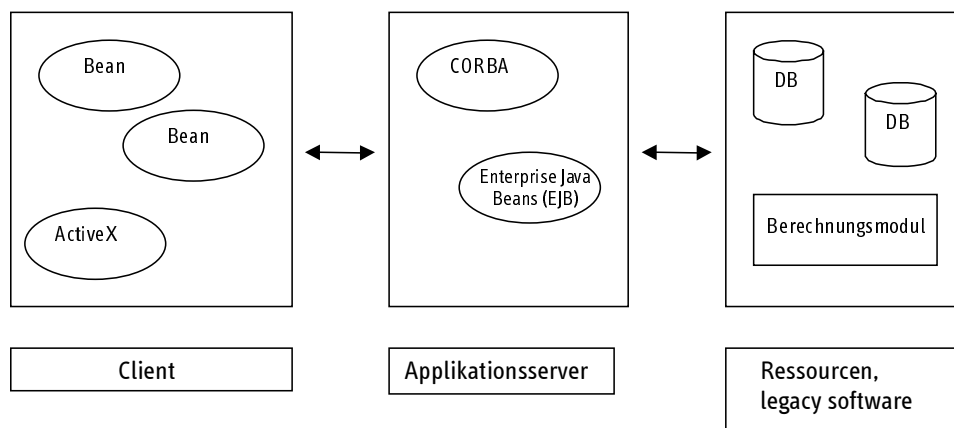 Bean
Bean
ActiveX
CORBA
Enterprise Java
Beans (EJB)
DB
DB
Berechnungsmodul
Client
Applikationsserver
Ressourcen,
legacy software